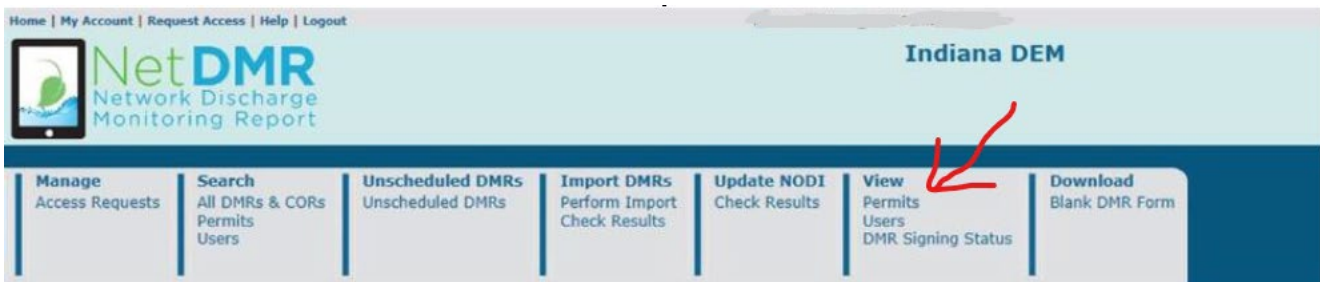 Home | My Account | Request Access | Help | Logout
NetDMR
Network Discharge
Monitoring Report
Indiana DEM
Manage
Access Requests
Search
All DMRs & CORs
Permits
Users
Unscheduled DMRs
Unscheduled DMRs
Import DMRs
Perform Import
Check Results
Update NODI
Check Results
View
Permits
Users
DMR Signing Status
Download
Blank DMR Form